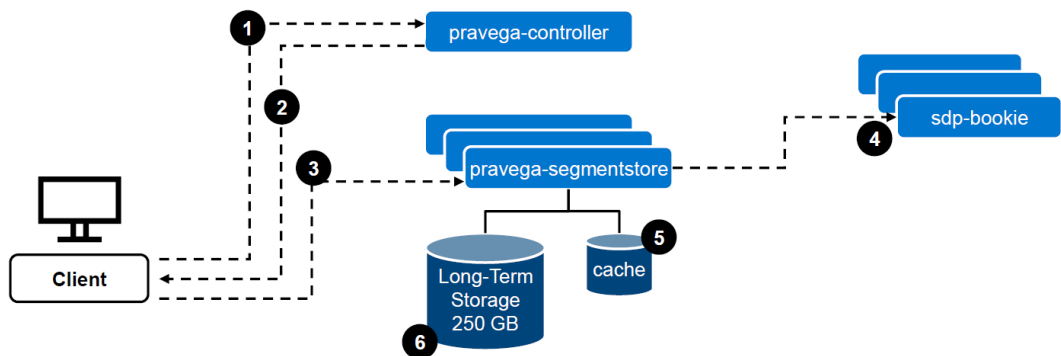 1
pravega-controller
2
sdp-bookie
4
3
pravega-segmentstore
5
cache
Client
Long-Term
Storage
250 GB
6